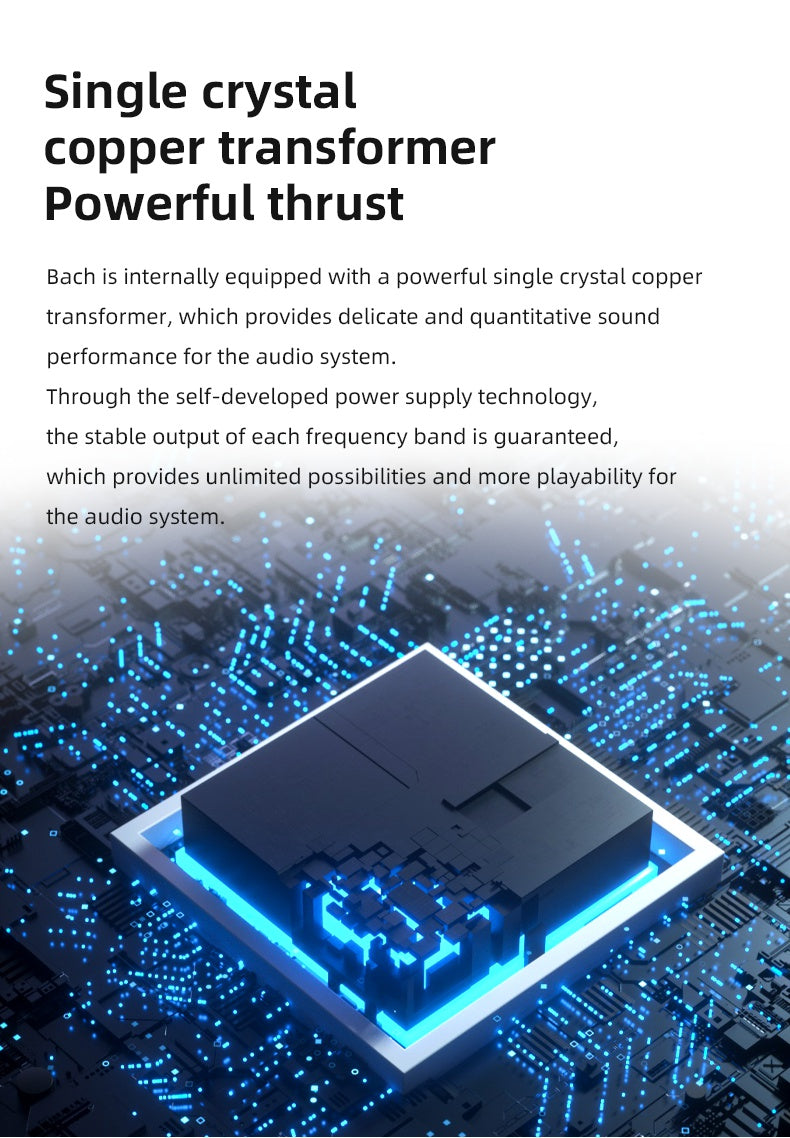 Single crystal
copper transformer
Powerful thrust
Bach is internally equipped with a powerful single crystal copper
transformer, which provides delicate and quantitative sound
performance for the audio system.
Through the self-developed power supply technology,
the stable output of each frequency band is guaranteed,
which provides unlimited possibilities and more playability for
the audio system.